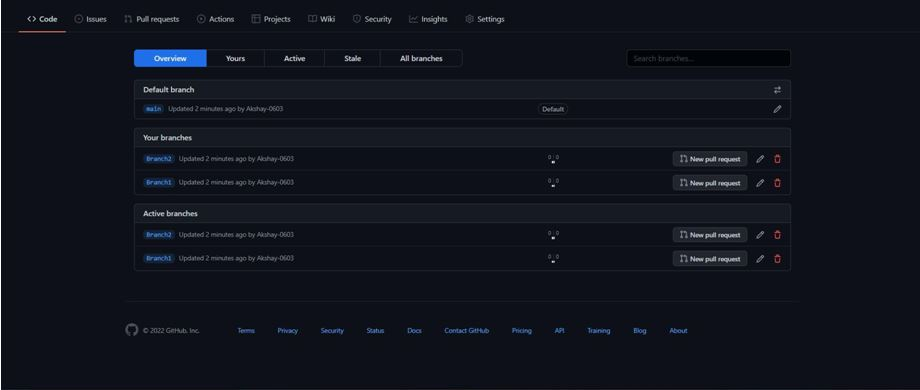 Code Issues Pull requests Actions Projects Wiki Security Insights Settings
Overview Yours Active Stale All branches Search branches...
Default branch
main Updated 2 minutes ago by Akshay-0603 Default
Your branches
Branch2 Updated 2 minutes ago by Akshay-0603 0 0 New pull request
Branch1 Updated 2 minutes ago by Akshay-0603 0 0 New pull request
Active branches
Branch2 Updated 2 minutes ago by Akshay-0603 0 0 New pull request
Branch1 Updated 2 minutes ago by Akshay-0603 0 0 New pull request
© 2022 GitHub, Inc. Terms Privacy Security Status Docs Contact GitHub Pricing API Training Blog About